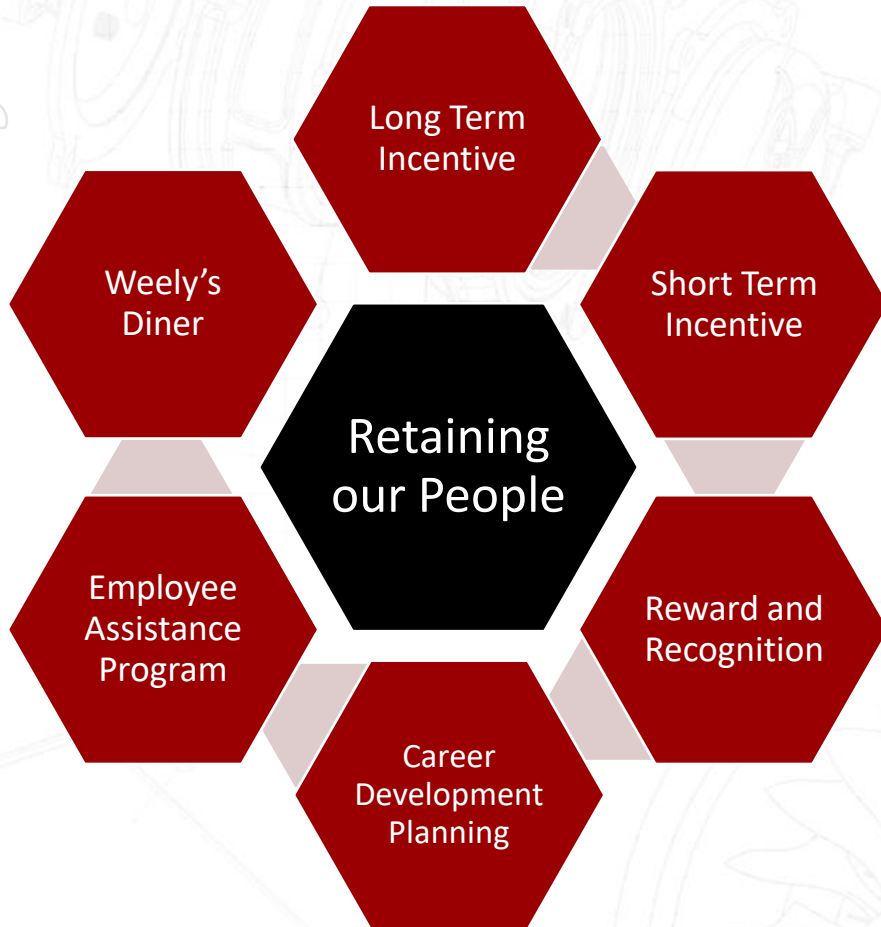 Long Term
Incentive
Short Term
Incentive
Reward and
Recognition
Career
Development
Planning
Employee
Assistance
Program
Weely’s
Diner
Retaining
our People